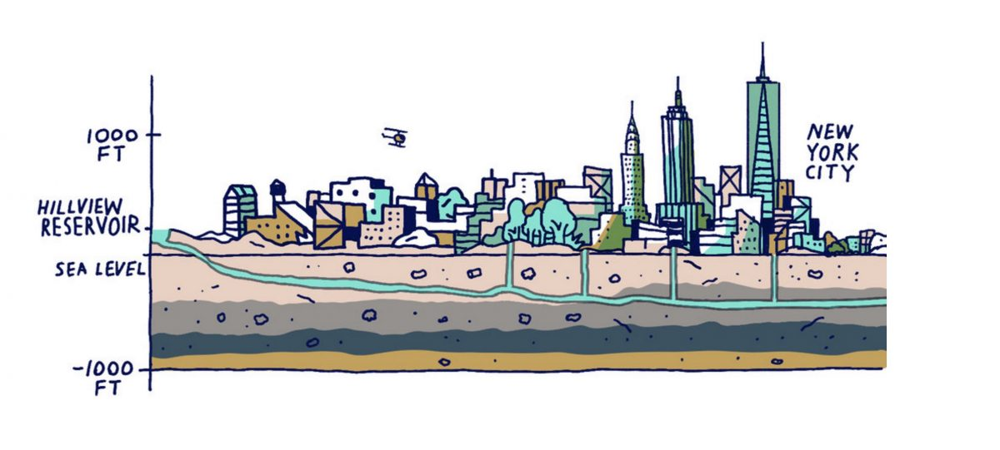 1000
FT
HILLVIEW
RESERVOIR
SEA LEVEL
-1000
FT
NEW
YORK
CITY